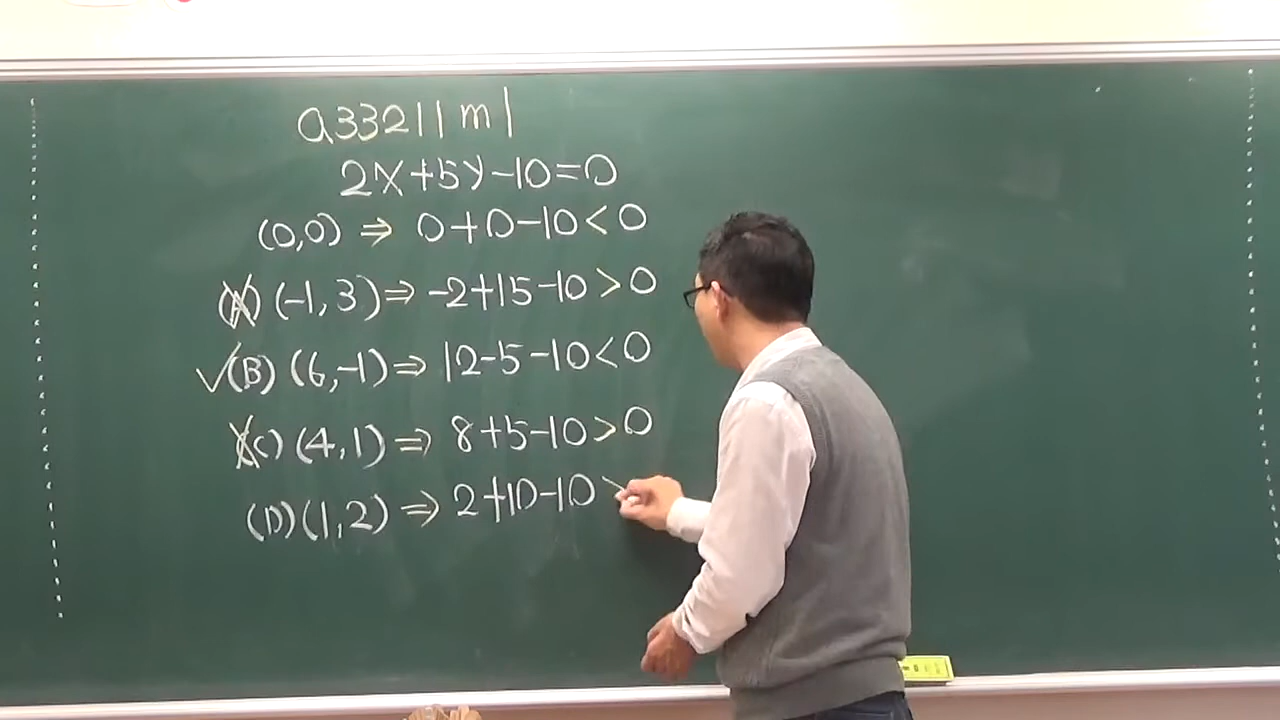 a33211m1
2x+5y-10=0
(0,0) ⇒ 0+0-10<0
(A) (-1,3) ⇒ -2+15-10>0
✓(B) (6,-1) ⇒ 12-5-10<0
(C) (4,1) ⇒ 8+5-10>0
(D) (1,2) ⇒ 2+10-10>